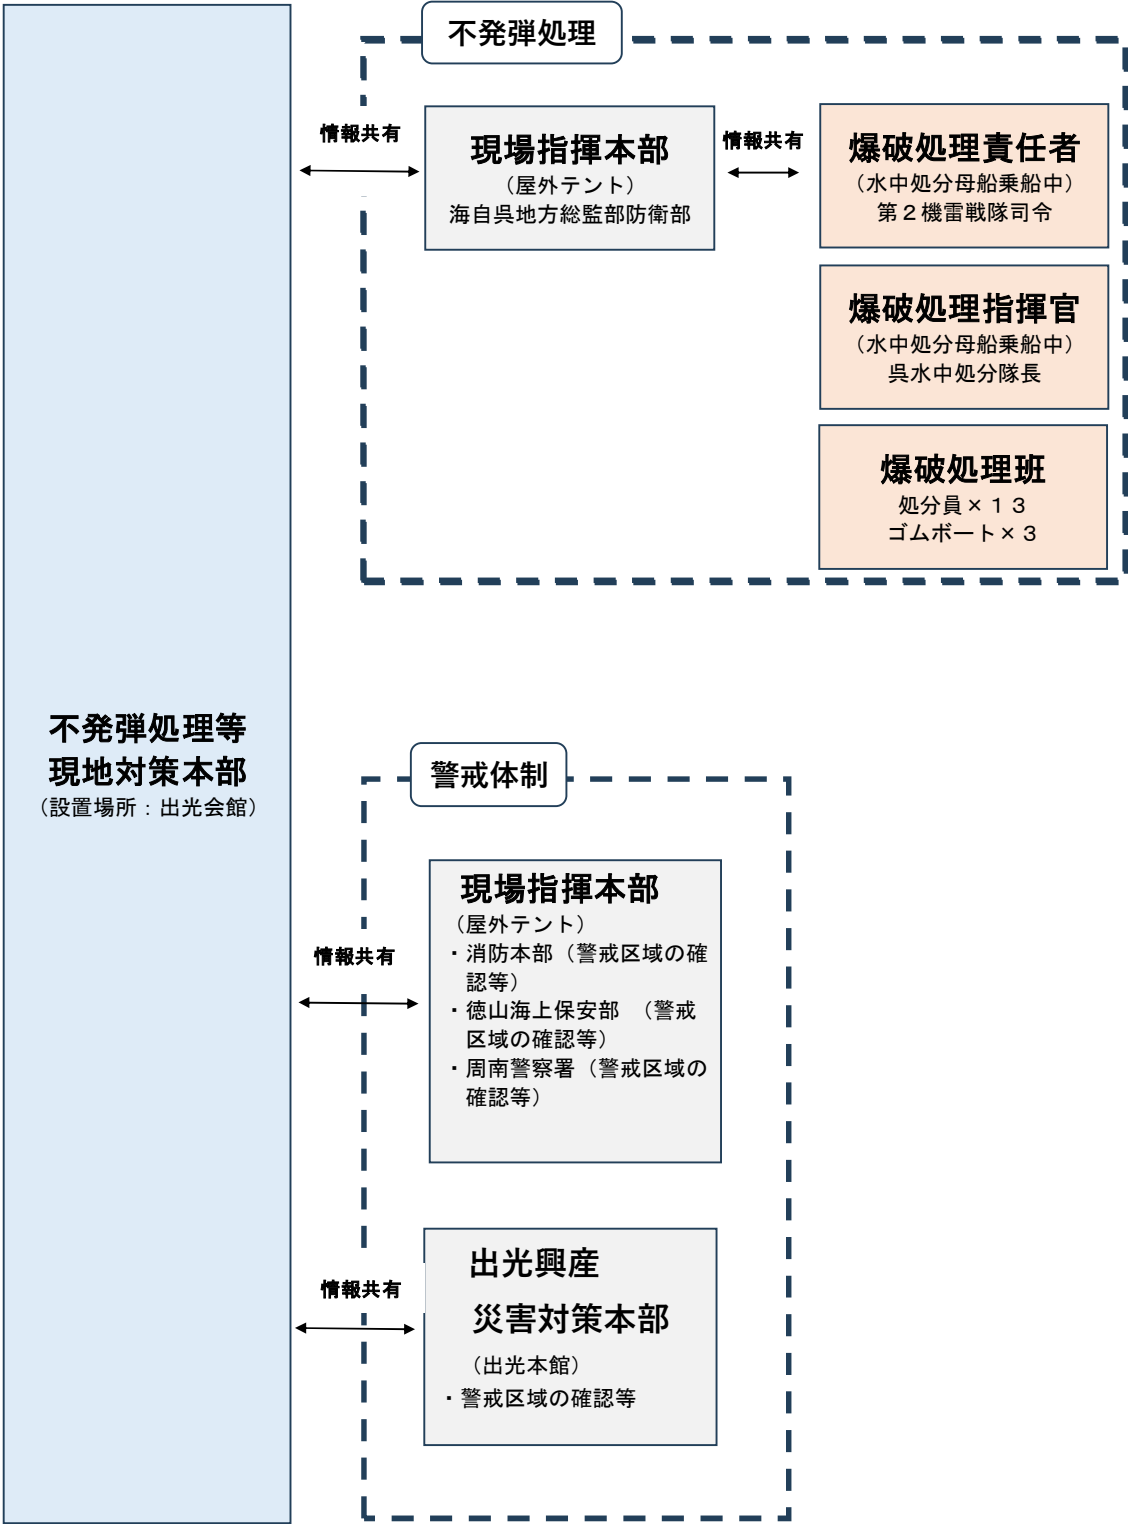 不発弾処理
情報共有
現場指揮本部
（屋外テント）
海自呉地方総監部防衛部
情報共有
爆破処理責任者
（水中処分母船乗船中）
第２機雷戦隊司令
爆破処理指揮官
（水中処分母船乗船中）
呉水中処分隊長
爆破処理班
処分員×１３
ゴムボート×３
不発弾処理等
現地対策本部
（設置場所：出光会館）
警戒体制
情報共有
現場指揮本部
（屋外テント）
・消防本部（警戒区域の確
認等）
・徳山海上保安部　（警戒
区域の確認等）
・周南警察署（警戒区域の
確認等）
情報共有
出光興産
災害対策本部
（出光本館）
・警戒区域の確認等